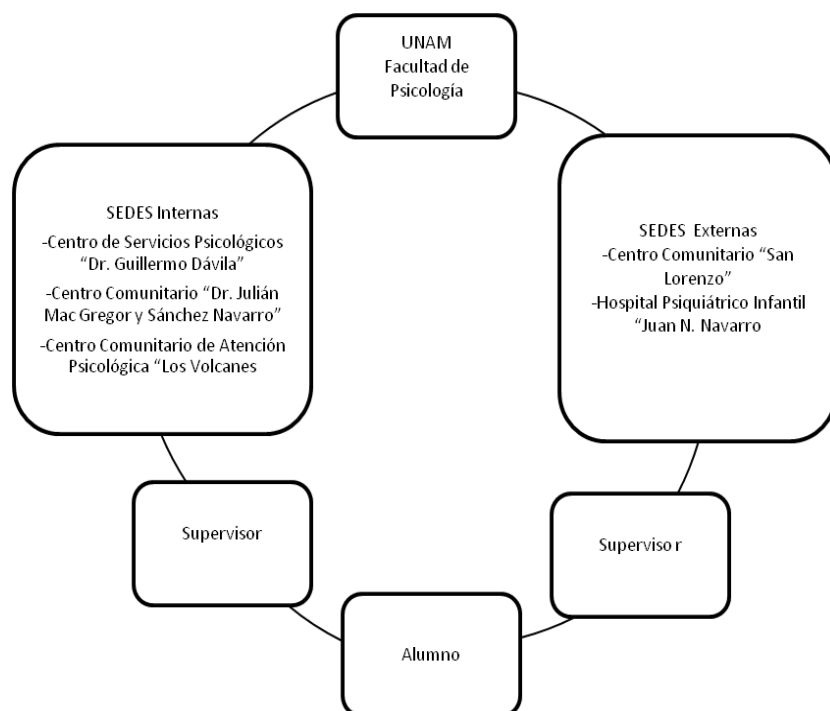 UNAM
Facultad de
Psicología
SEDES Internas
-Centro de Servicios Psicológicos
“Dr. Guillermo Dávila”
-Centro Comunitario “Dr. Julián
Mac Gregor y Sánchez Navarro”
-Centro Comunitario de Atención
Psicológica “Los Volcanes
SEDES Externas
-Centro Comunitario “San
Lorenzo”
-Hospital Psiquiátrico Infantil
“Juan N. Navarro
Supervisor
Superviso r
Alumno